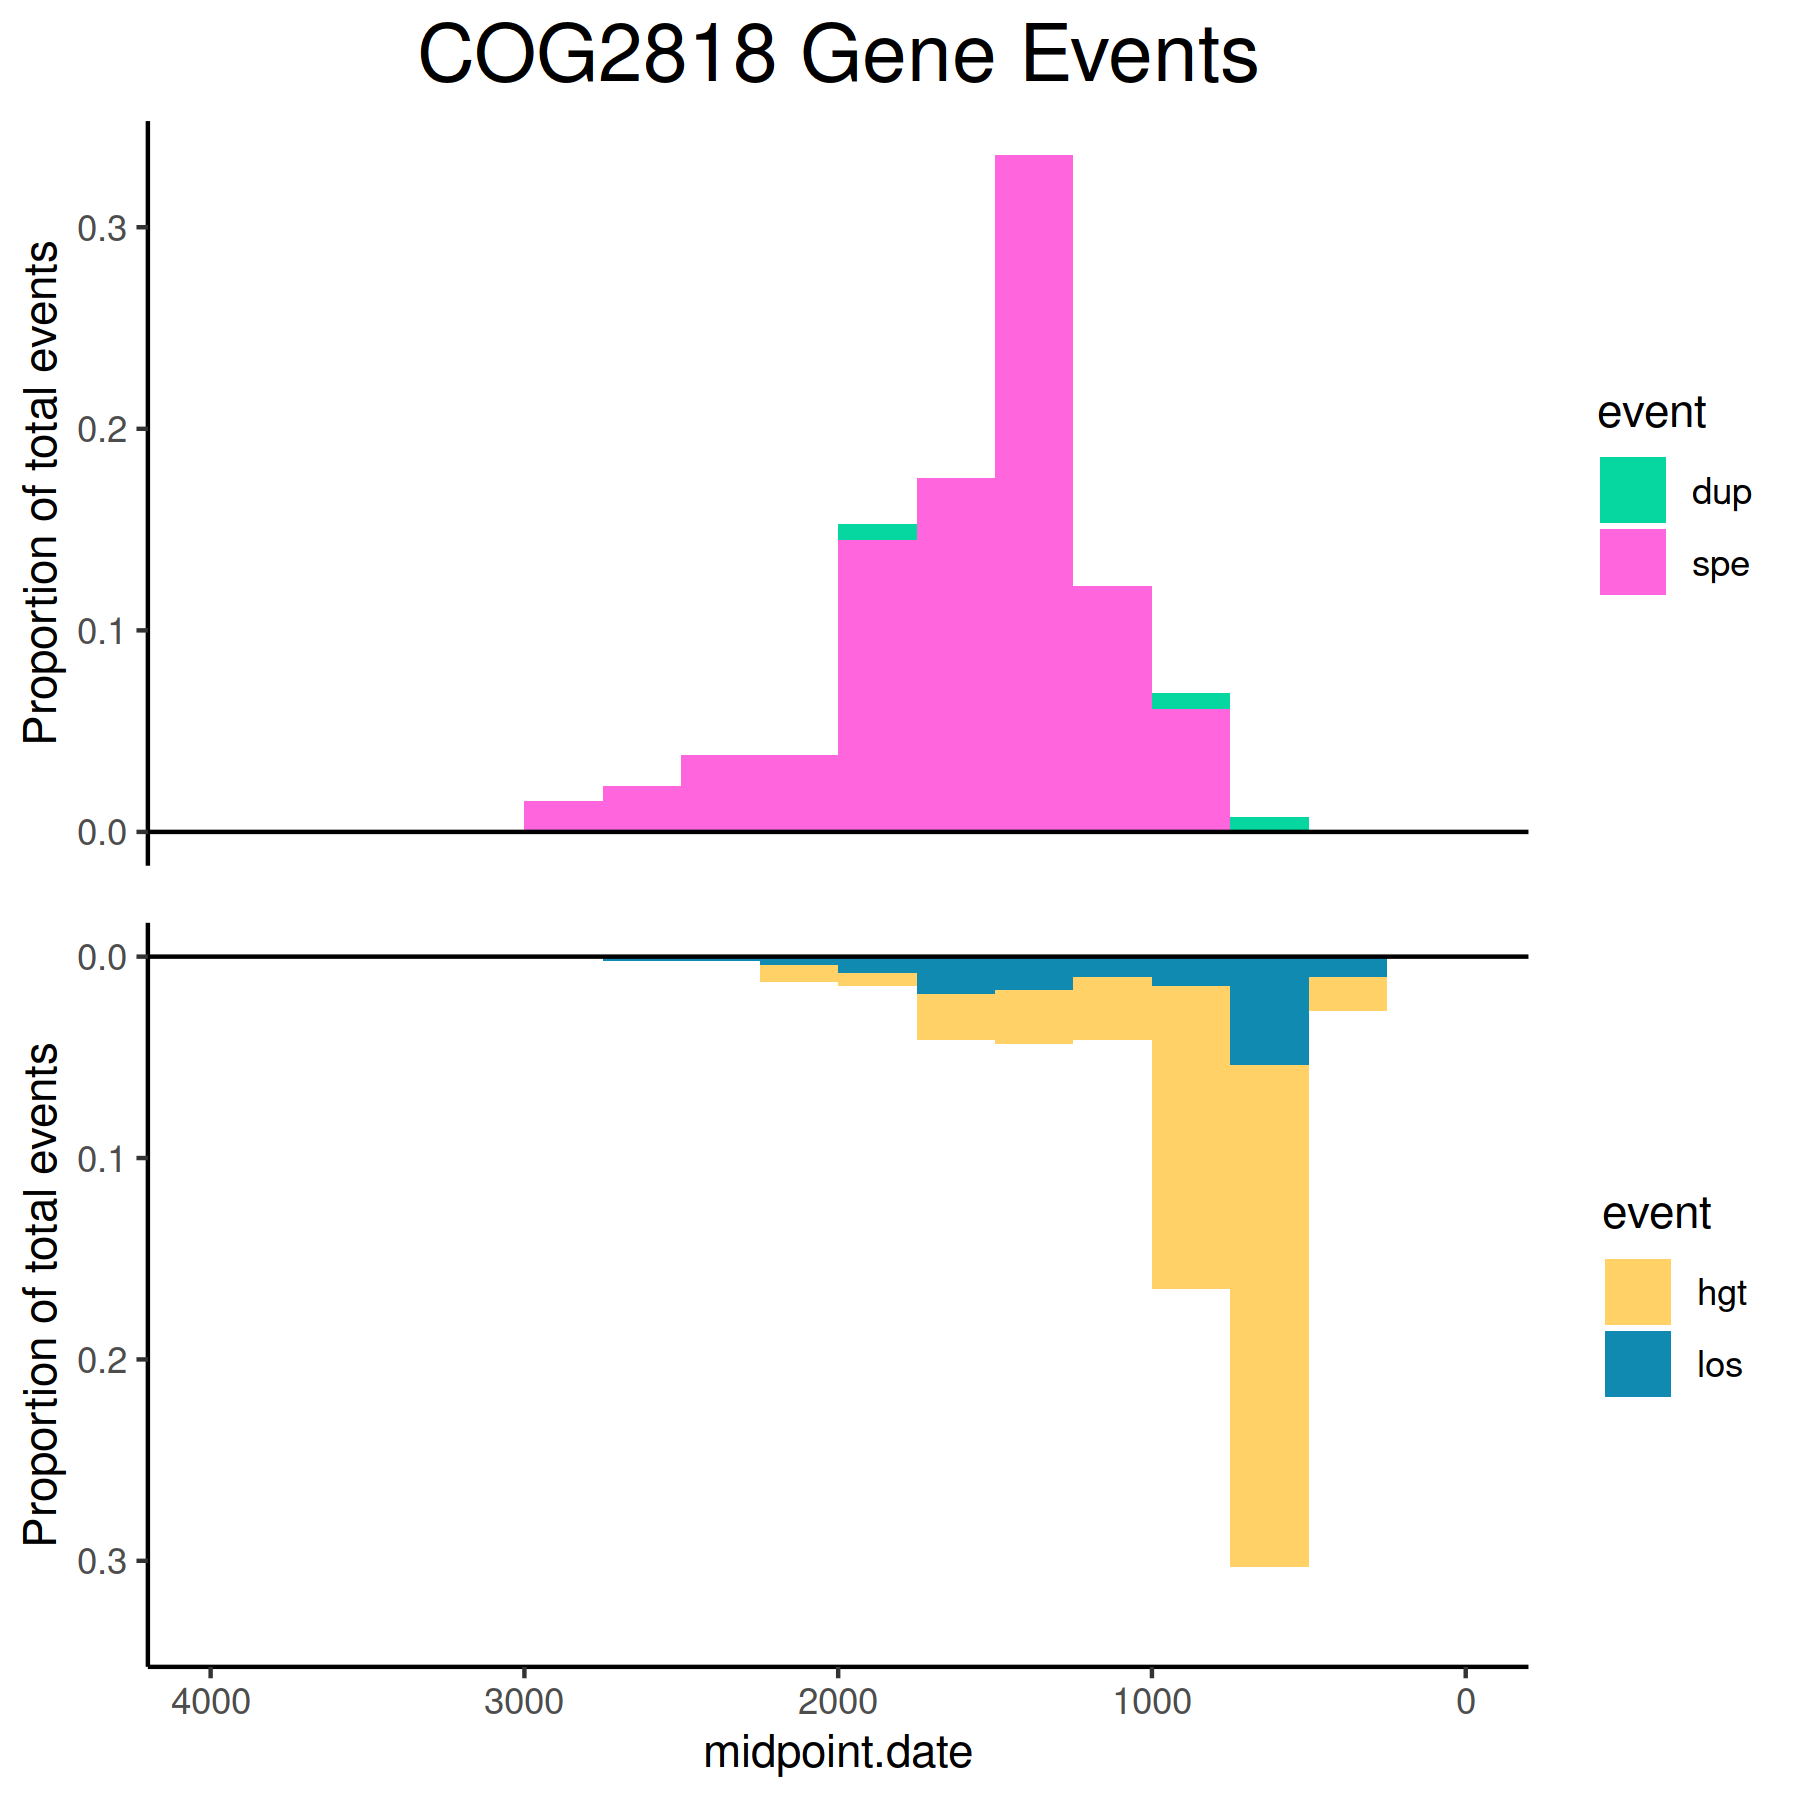 COG2818 Gene Events
Proportion of total events
0.3
0.2
0.1
0.0
event
dup
spe
Proportion of total events
0.0
0.1
0.2
0.3
event
hgt
los
4000 3000 2000 1000 0
midpoint.date